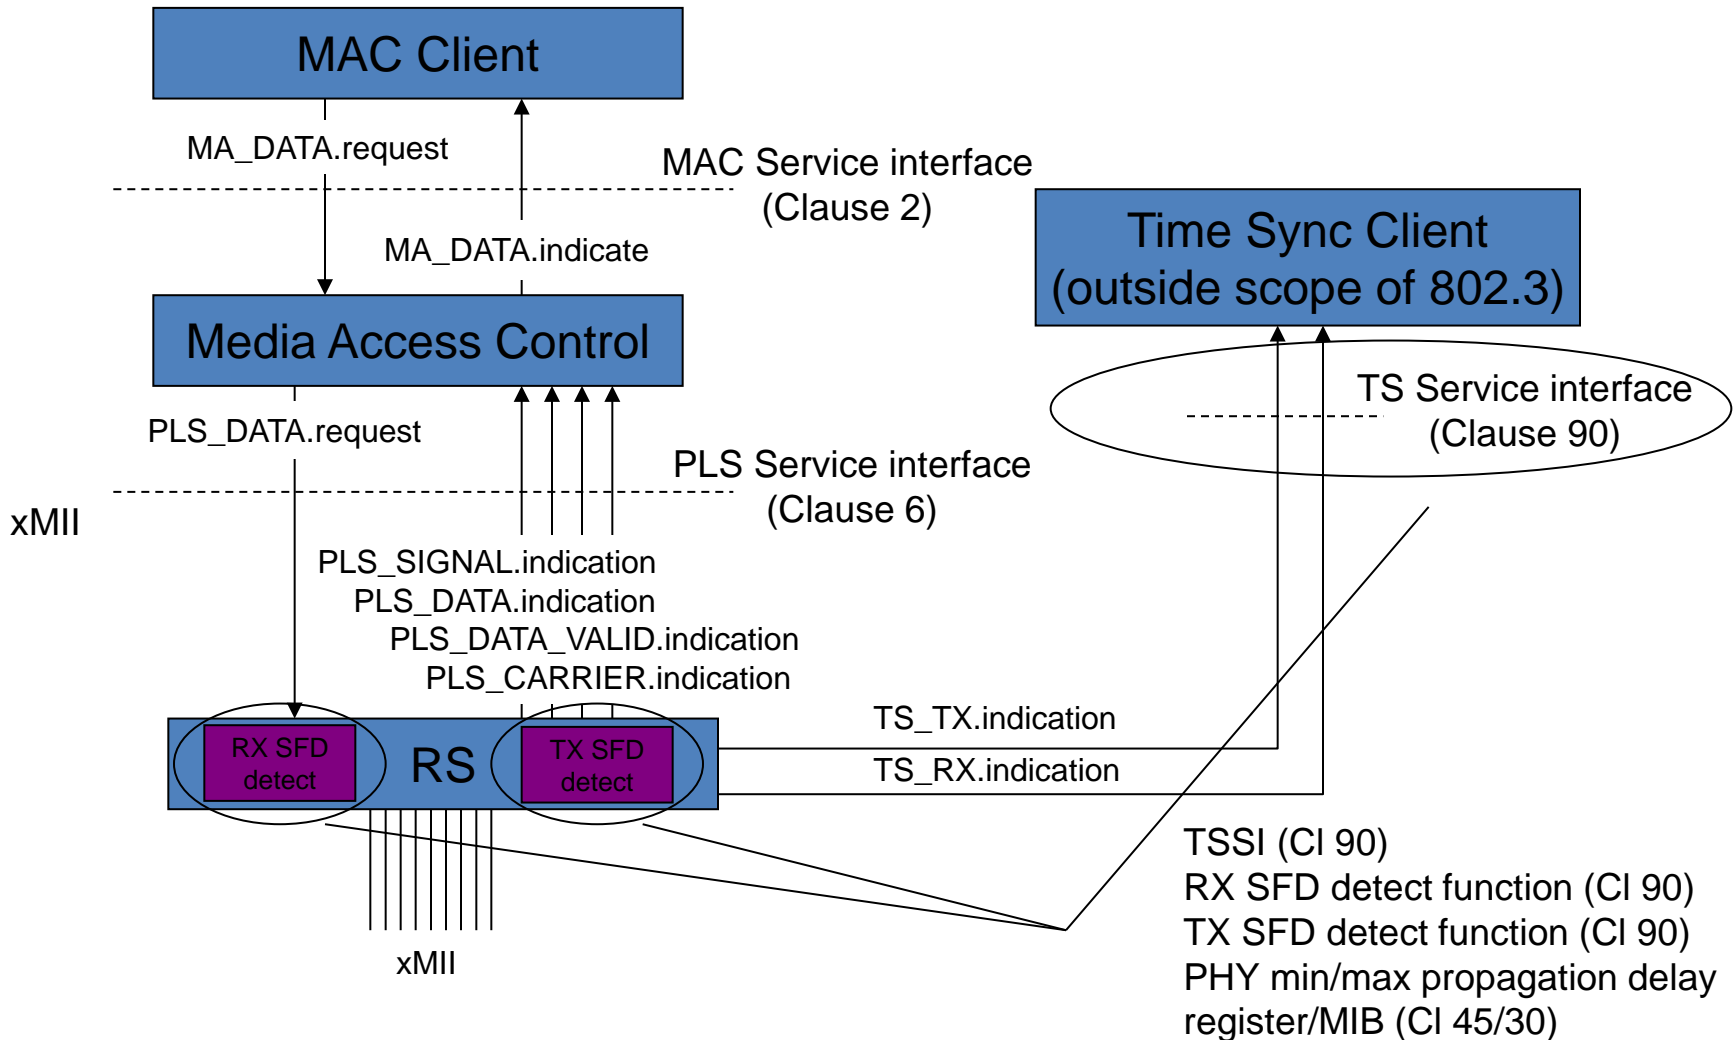 MAC Client
MA_DATA.request
MAC Service interface
(Clause 2)
MA_DATA.indicate
Time Sync Client
(outside scope of 802.3)
Media Access Control
TS Service interface
(Clause 90)
PLS_DATA.request
PLS Service interface
(Clause 6)
xMII
PLS_SIGNAL.indication
PLS_DATA.indication
PLS_DATA_VALID.indication
PLS_CARRIER.indication
RX SFD
detect
RS
TX SFD
detect
TS_TX.indication
TS_RX.indication
xMII
TSSI (Cl 90)
RX SFD detect function (Cl 90)
TX SFD detect function (Cl 90)
PHY min/max propagation delay
register/MIB (Cl 45/30)